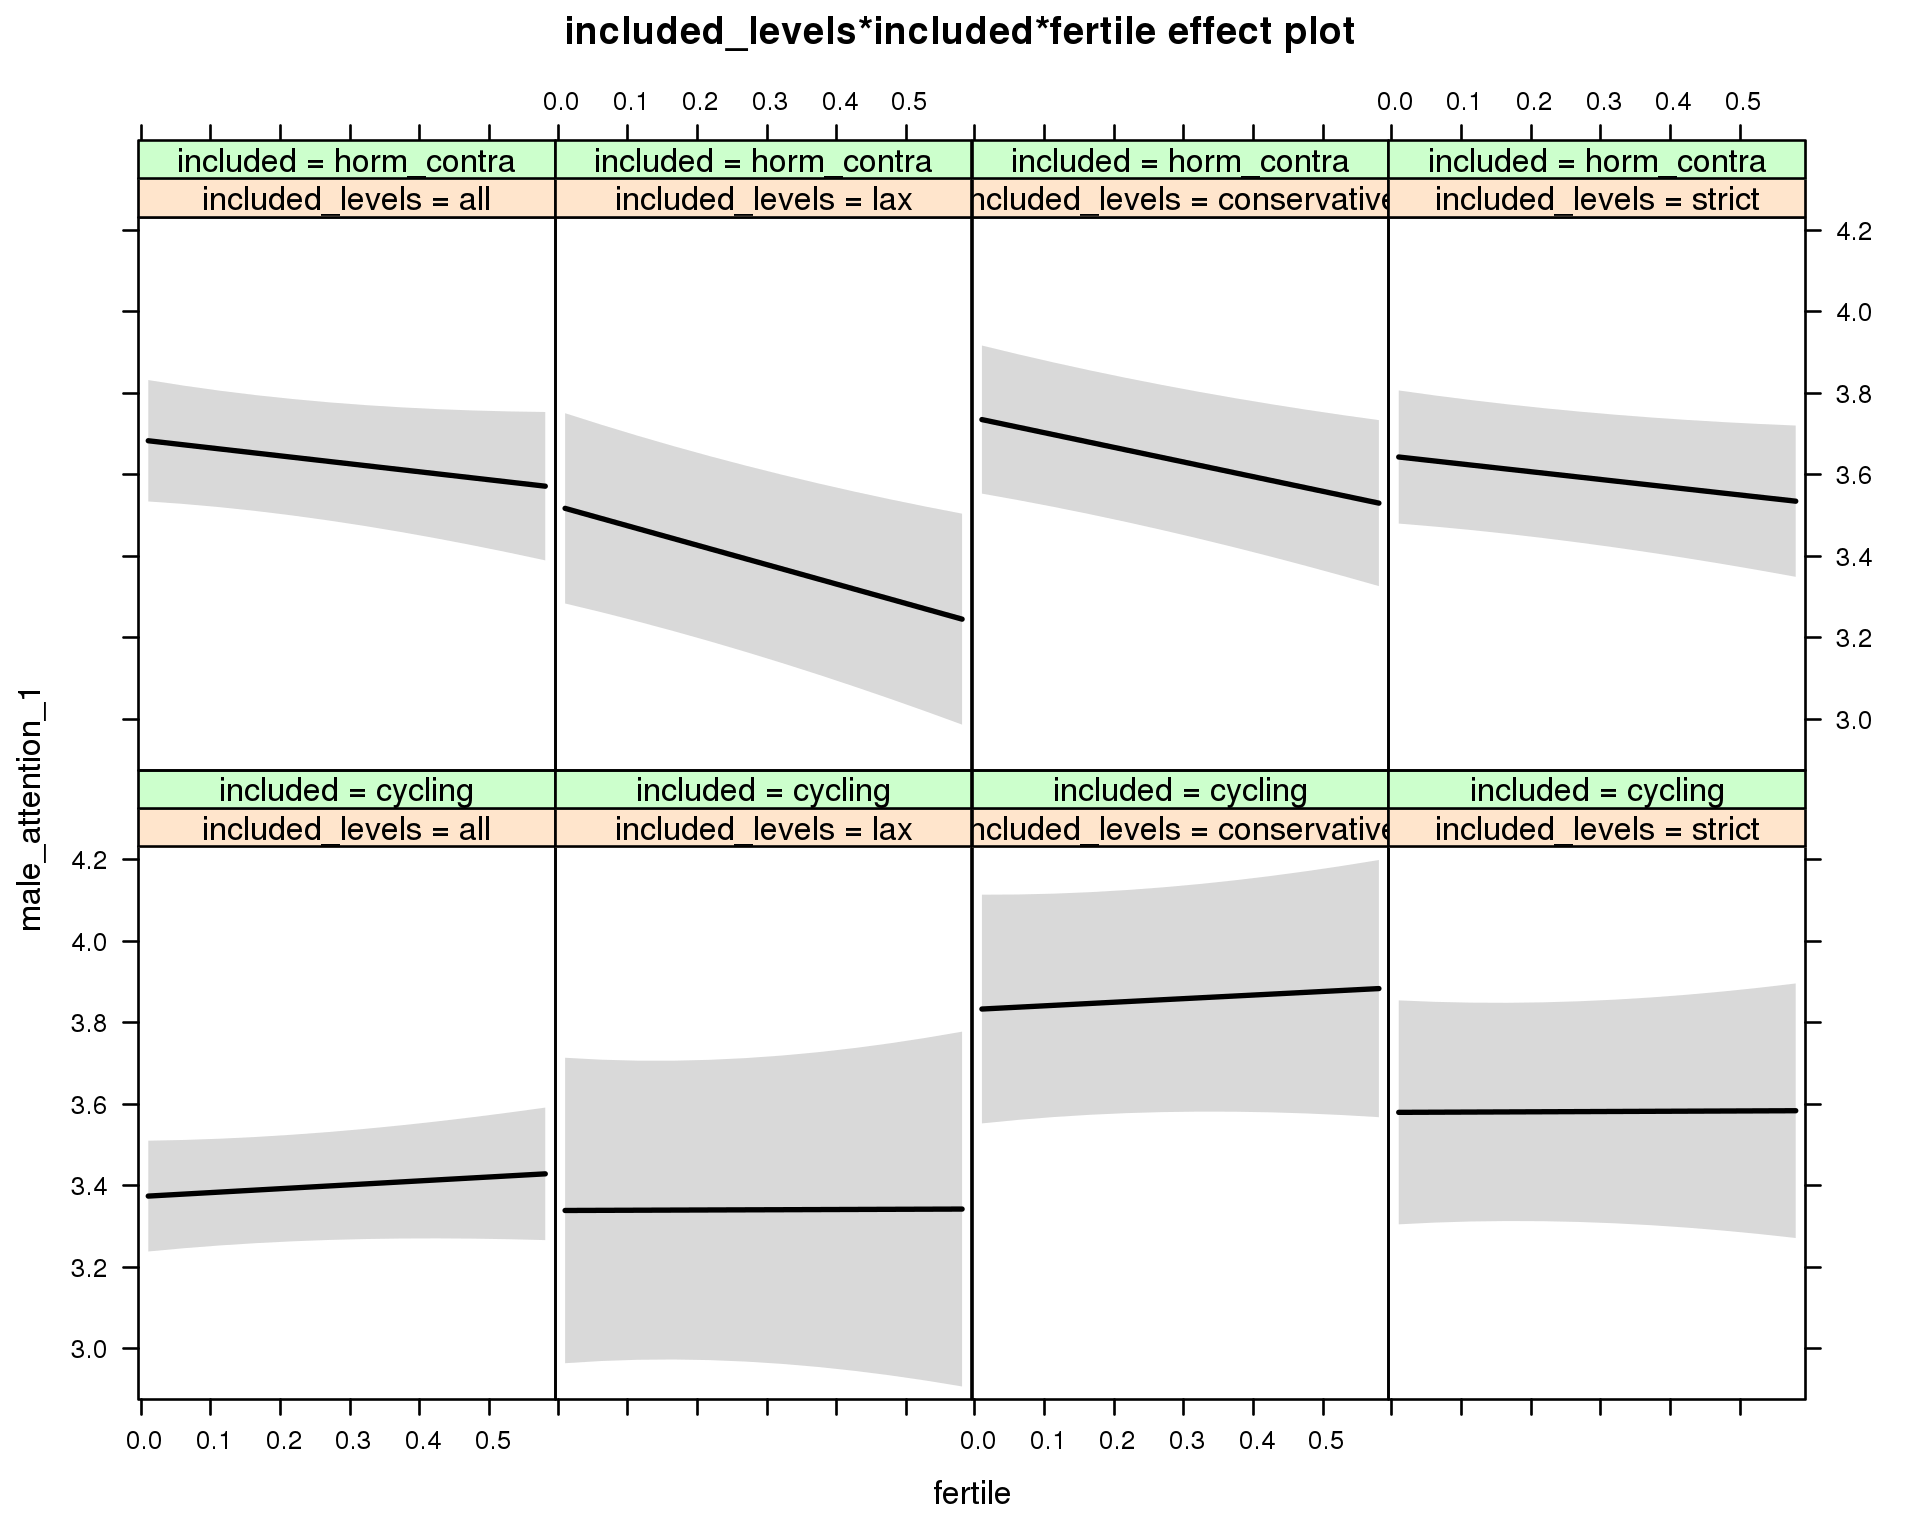 included_levels*included*fertile effect plot
0.0 0.1 0.2 0.3 0.4 0.5 0.0 0.1 0.2 0.3 0.4 0.5
included = horm_contra included = horm_contra included = horm_contra included = horm_contra
included_levels = all included_levels = lax ncluded_levels = conservative included_levels = strict
4.2
4.0
3.8
3.6
3.4
3.2
3.0
male_attention_1
included = cycling included = cycling included = cycling included = cycling
included_levels = all included_levels = lax ncluded_levels = conservative included_levels = strict
4.2
4.0
3.8
3.6
3.4
3.2
3.0
0.0 0.1 0.2 0.3 0.4 0.5 0.0 0.1 0.2 0.3 0.4 0.5
fertile